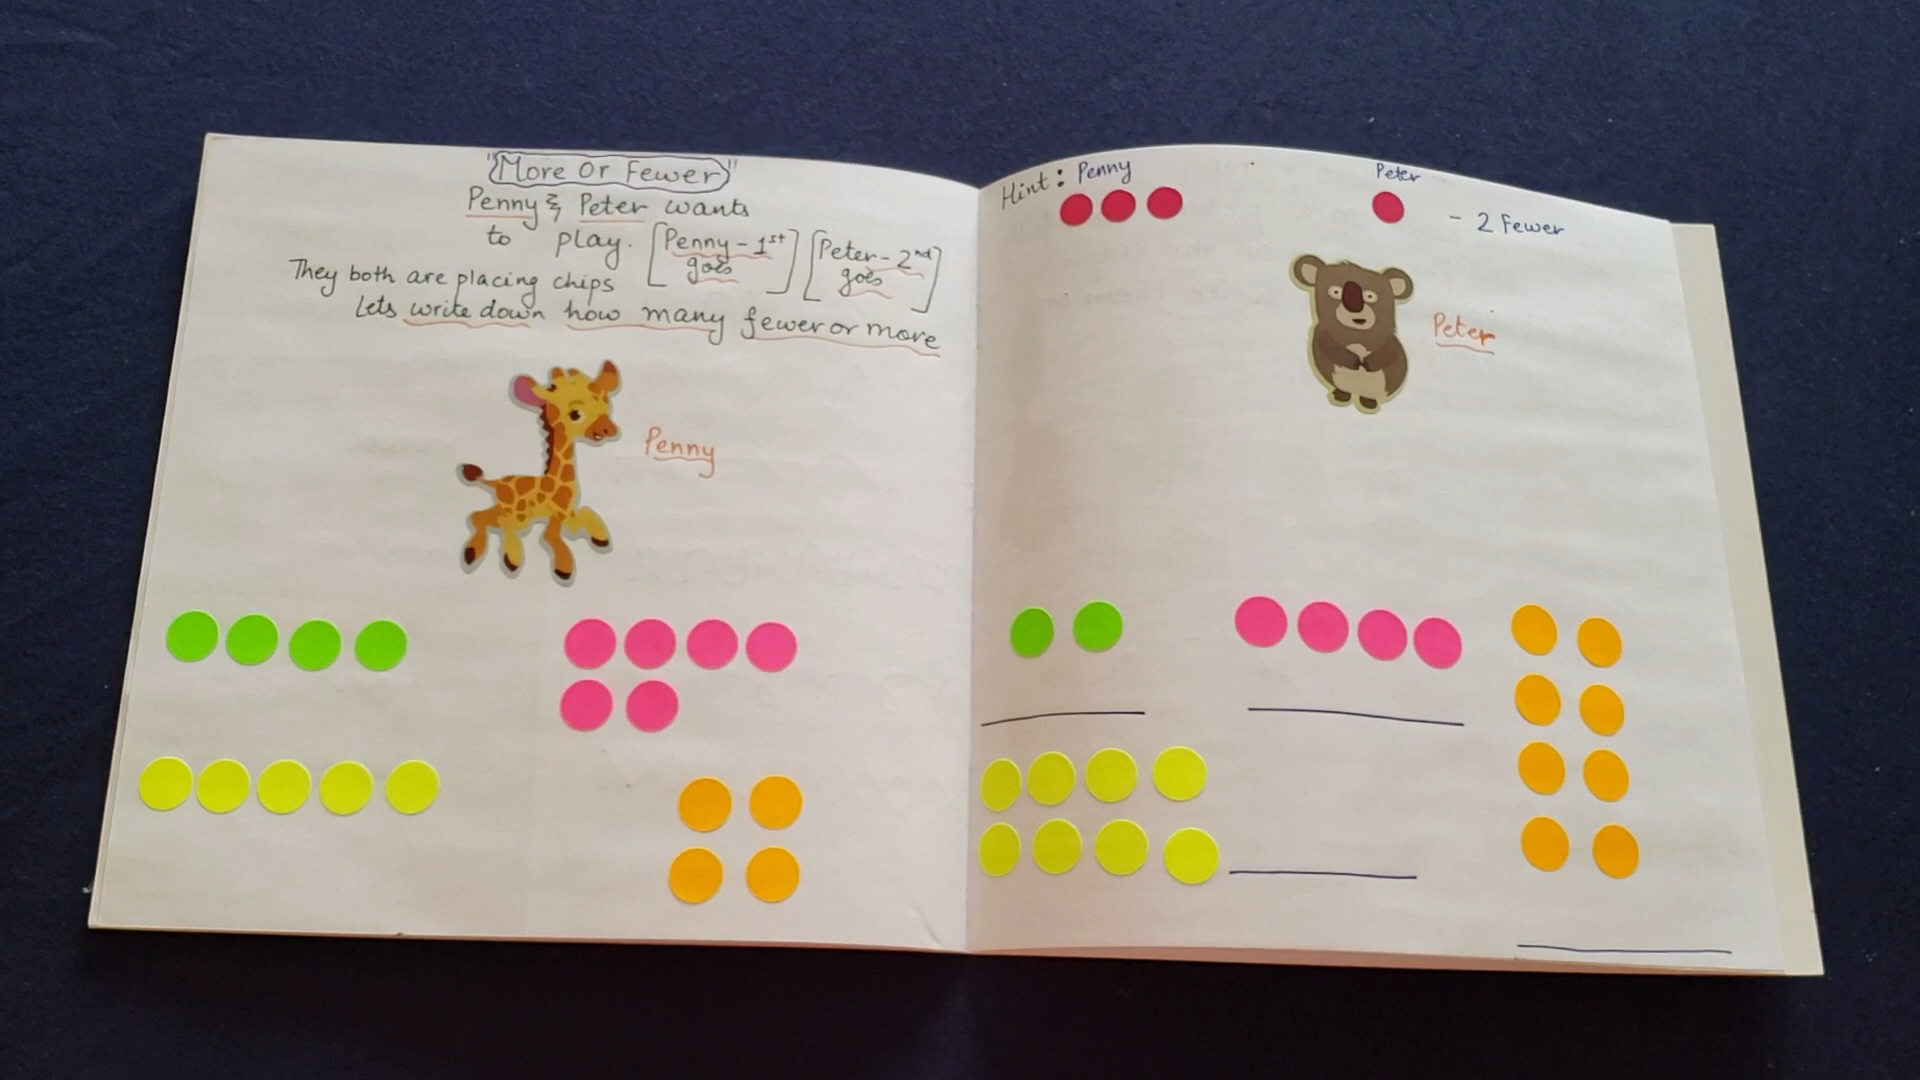 "More Or Fewer"
Penny & Peter wants
to play. [Penny - 1st goes] [Peter - 2nd goes]
They both are placing chips
Lets write down how many fewer or more
Penny
Hint: Penny
Peter
- 2 Fewer
Peter